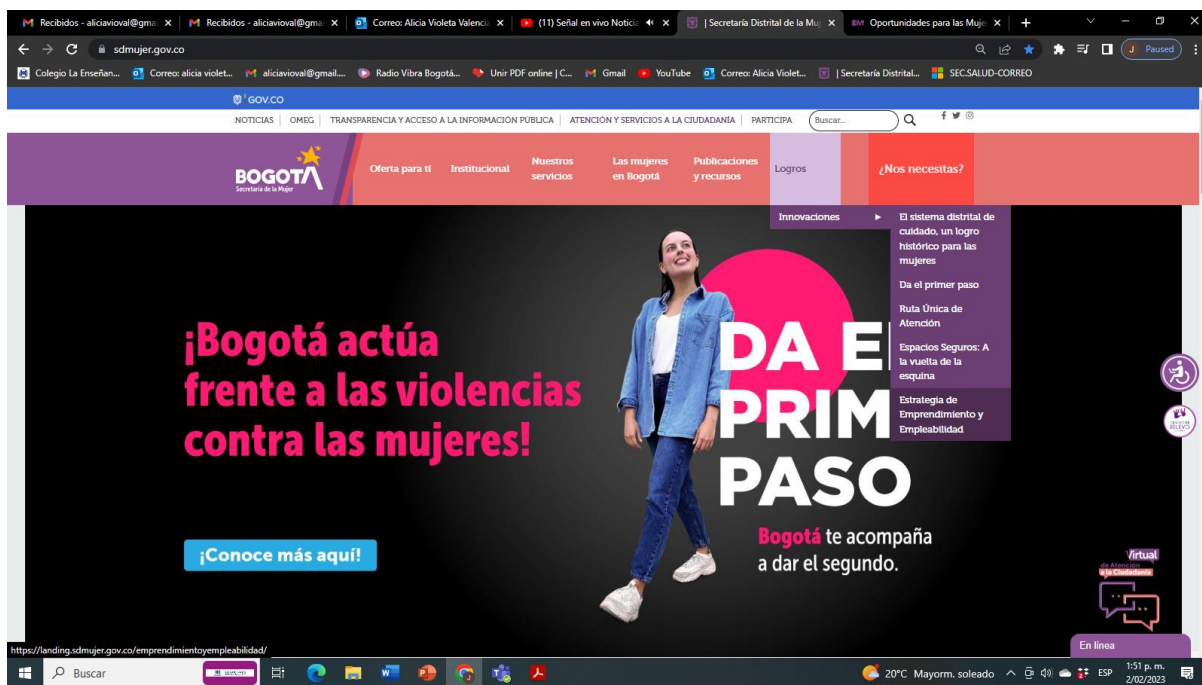 Recibidos - aliciavioval@gma
Recibidos - aliciavioval@gma
Correo: Alicia Violeta Valencia
(11) Señal en vivo Noticia
| Secretaría Distrital de la Muj
Oportunidades para las Muje
sdmujer.gov.co
Paused
Colegio La Enseñan...
Correo: alicia violet...
aliciavioval@gmail....
Radio Vibra Bogotá...
Unir PDF online | C...
Gmail
YouTube
Correo: Alicia Violet...
| Secretaría Distrital...
SEC.SALUD-CORREO
GOV.CO
NOTICIAS | OMEG | TRANSPARENCIA Y ACCESO A LA INFORMACIÓN PÚBLICA | ATENCIÓN Y SERVICIOS A LA CIUDADANÍA | PARTICIPA
Buscar...
BOGOTÁ
Secretaría de la Mujer
Oferta para tí
Institucional
Nuestros
servicios
Las mujeres
en Bogotá
Publicaciones
y recursos
Logros
¿Nos necesitas?
Innovaciones
El sistema distrital de
cuidado, un logro
histórico para las
mujeres
Da el primer paso
Ruta Única de
Atención
Espacios Seguros: A
la vuelta de la
esquina
Estrategia de
Emprendimiento y
Empleabilidad
¡Bogotá actúa
frente a las violencias
contra las mujeres!
¡Conoce más aquí!
DA E
PRIM
PASO
Bogotá te acompaña
a dar el segundo.
Virtual
de Atención
a la Ciudadanía
En línea
https://landing.sdmujer.gov.co/emprendimientoyempleabilidad/
Buscar
20°C Mayorm. soleado
ESP
1:51 p. m.
2/02/2023